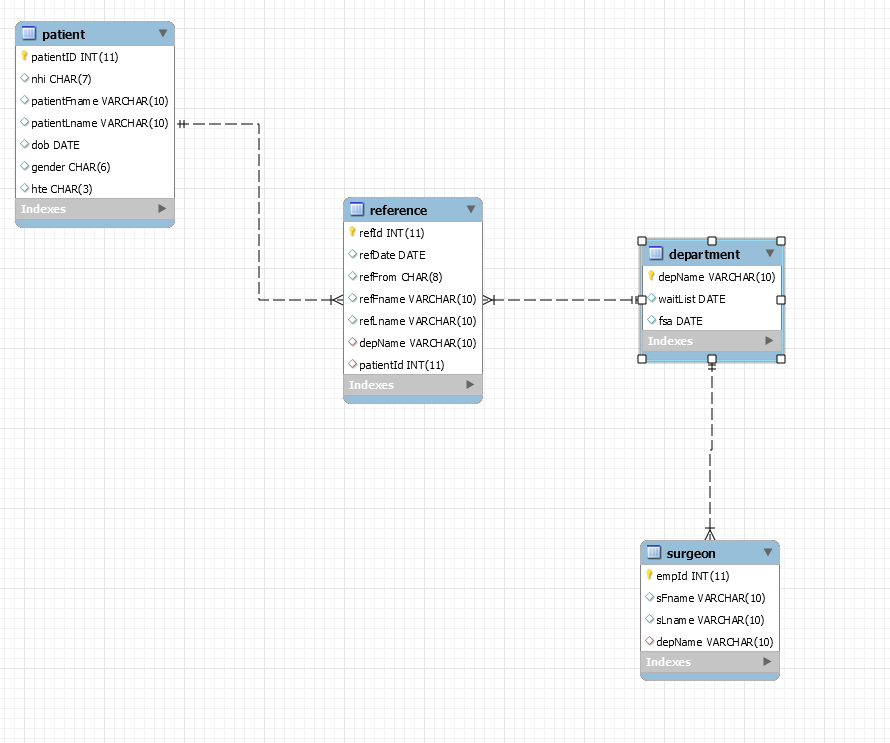 patient
patientID INT(11)
nhi CHAR(7)
patientFname VARCHAR(10)
patientLname VARCHAR(10)
dob DATE
gender CHAR(6)
hte CHAR(3)
Indexes
reference
refId INT(11)
refDate DATE
refFrom CHAR(8)
refFname VARCHAR(10)
refLname VARCHAR(10)
depName VARCHAR(10)
patientId INT(11)
Indexes
department
depName VARCHAR(10)
waitList DATE
fsa DATE
Indexes
surgeon
empId INT(11)
sFname VARCHAR(10)
sLname VARCHAR(10)
depName VARCHAR(10)
Indexes